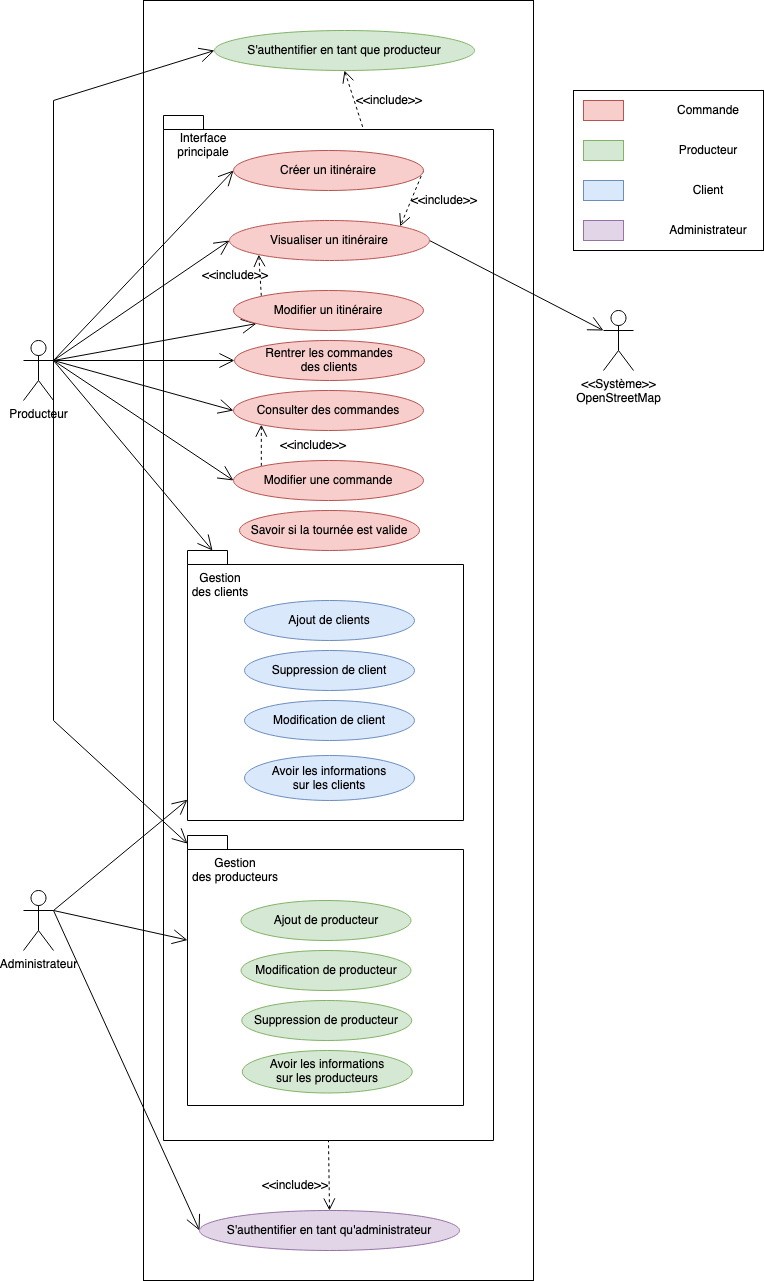 S'authentifier en tant que producteur
<<include>>
Commande
Producteur
Client
Administrateur
Interface
principale
Créer un itinéraire
<<include>>
Visualiser un itinéraire
<<include>>
Modifier un itinéraire
Rentrer les commandes
des clients
Consulter des commandes
<<include>>
Modifier une commande
Savoir si la tournée est valide
Producteur
<<Système>>
OpenStreetMap
Gestion
des clients
Ajout de clients
Suppression de client
Modification de client
Avoir les informations
sur les clients
Gestion
des producteurs
Ajout de producteur
Modification de producteur
Suppression de producteur
Avoir les informations
sur les producteurs
Administrateur
<<include>>
S'authentifier en tant qu'administrateur